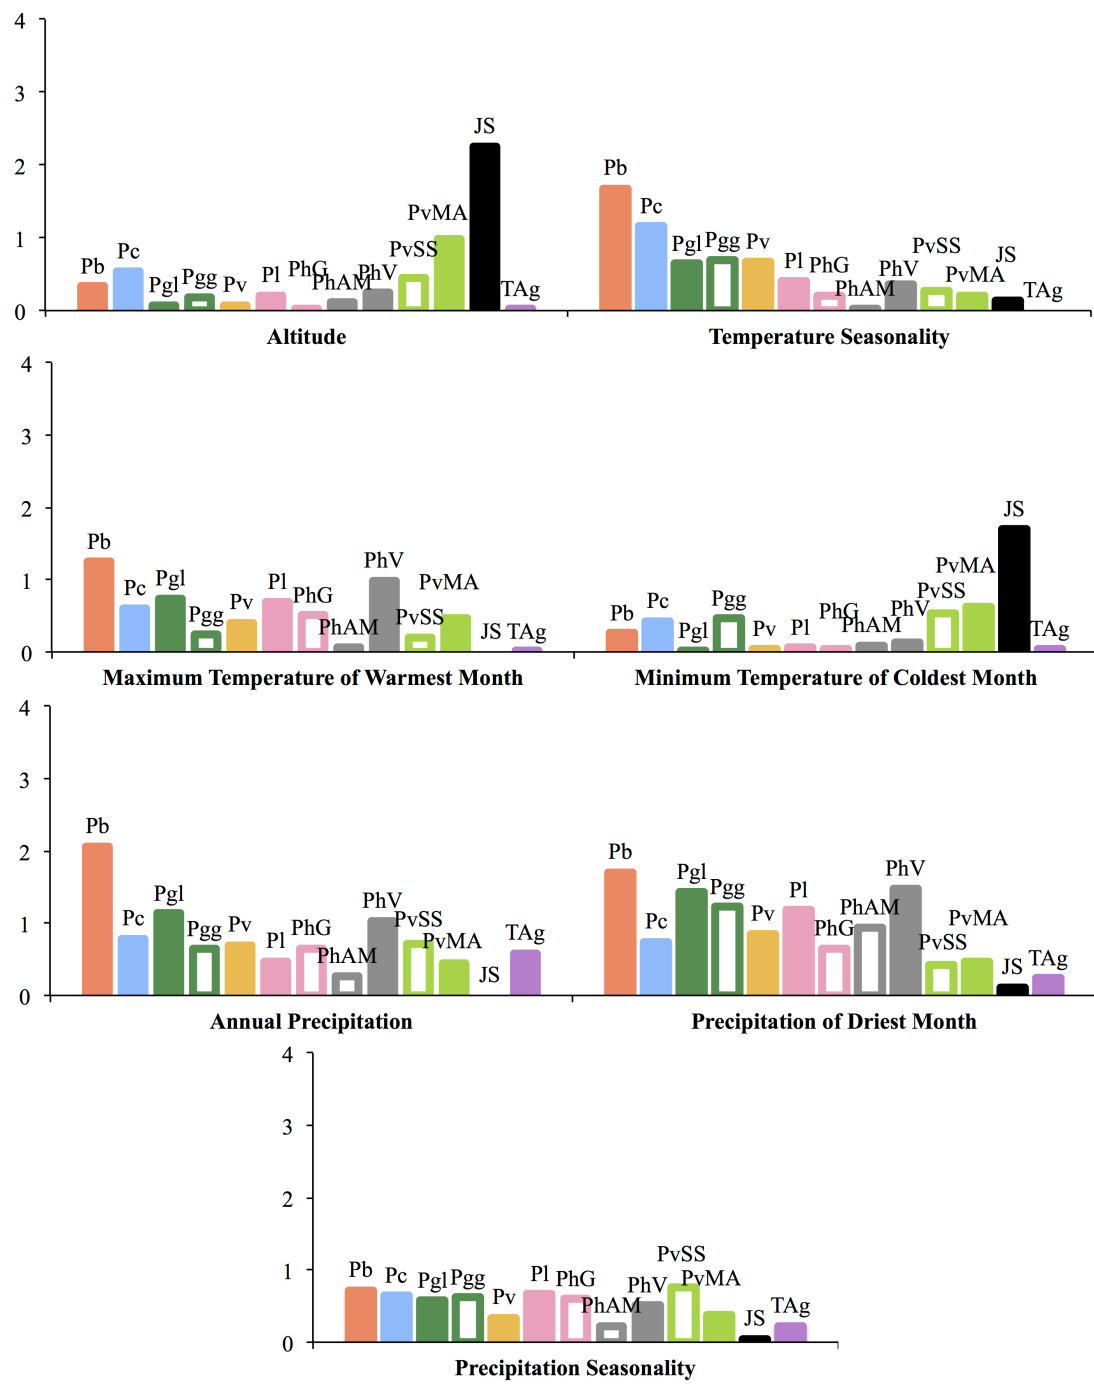 4
3
2
1
0
Pb Pc Pgl Pgg Pv Pl PhG PhAM PhV PvSS PvMA JS TAg
Pb Pc Pgl Pgg Pv Pl PhG PhAM PhV PvSS PvMA JS TAg
Altitude Temperature Seasonality
4
3
2
1
0
Pb Pc Pgl Pgg Pv Pl PhG PhAM PhV PvSS PvMA JS TAg
Pb Pc Pgl Pgg Pv Pl PhG PhAM PhV PvSS PvMA JS TAg
Maximum Temperature of Warmest Month Minimum Temperature of Coldest Month
4
3
2
1
0
Pb Pc Pgl Pgg Pv Pl PhG PhAM PhV PvSS PvMA JS TAg
Pb Pc Pgl Pgg Pv Pl PhG PhAM PhV PvSS PvMA JS TAg
Annual Precipitation Precipitation of Driest Month
4
3
2
1
0
Pb Pc Pgl Pgg Pv Pl PhG PhAM PhV PvSS PvMA JS TAg
Precipitation Seasonality